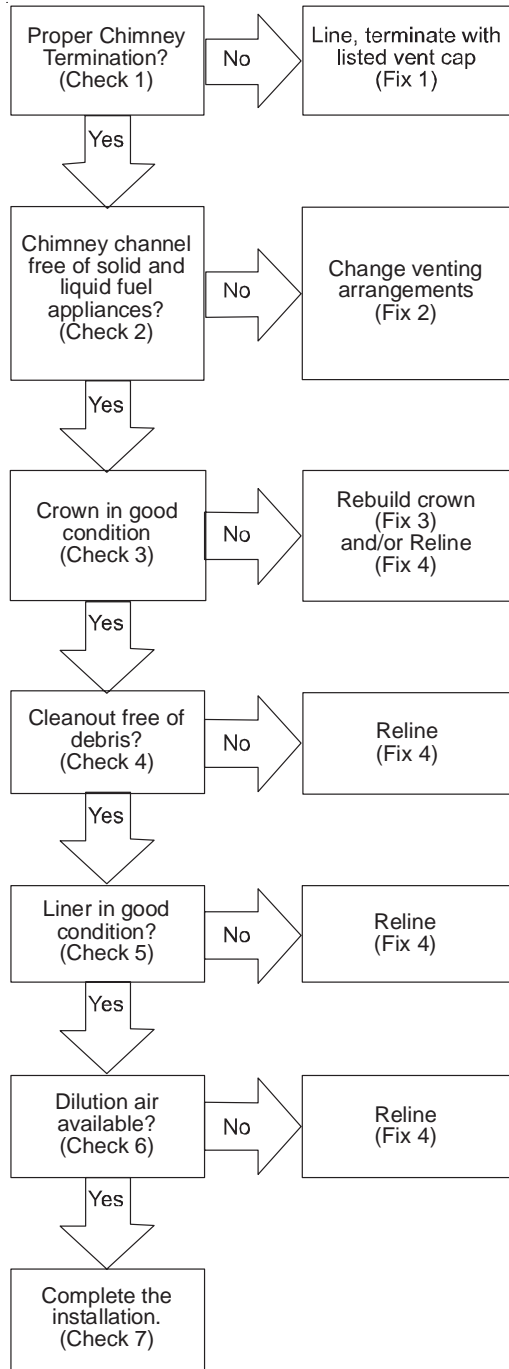 Proper Chimney
Termination?
(Check 1)
No
Line, terminate with
listed vent cap
(Fix 1)
Yes
Chimney channel
free of solid and
liquid fuel
appliances?
(Check 2)
No
Change venting
arrangements
(Fix 2)
Yes
Crown in good
condition
(Check 3)
No
Rebuild crown
(Fix 3)
and/or Reline
(Fix 4)
Yes
Cleanout free of
debris?
(Check 4)
No
Reline
(Fix 4)
Yes
Liner in good
condition?
(Check 5)
No
Reline
(Fix 4)
Yes
Dilution air
available?
(Check 6)
No
Reline
(Fix 4)
Yes
Complete the
installation.
(Check 7)